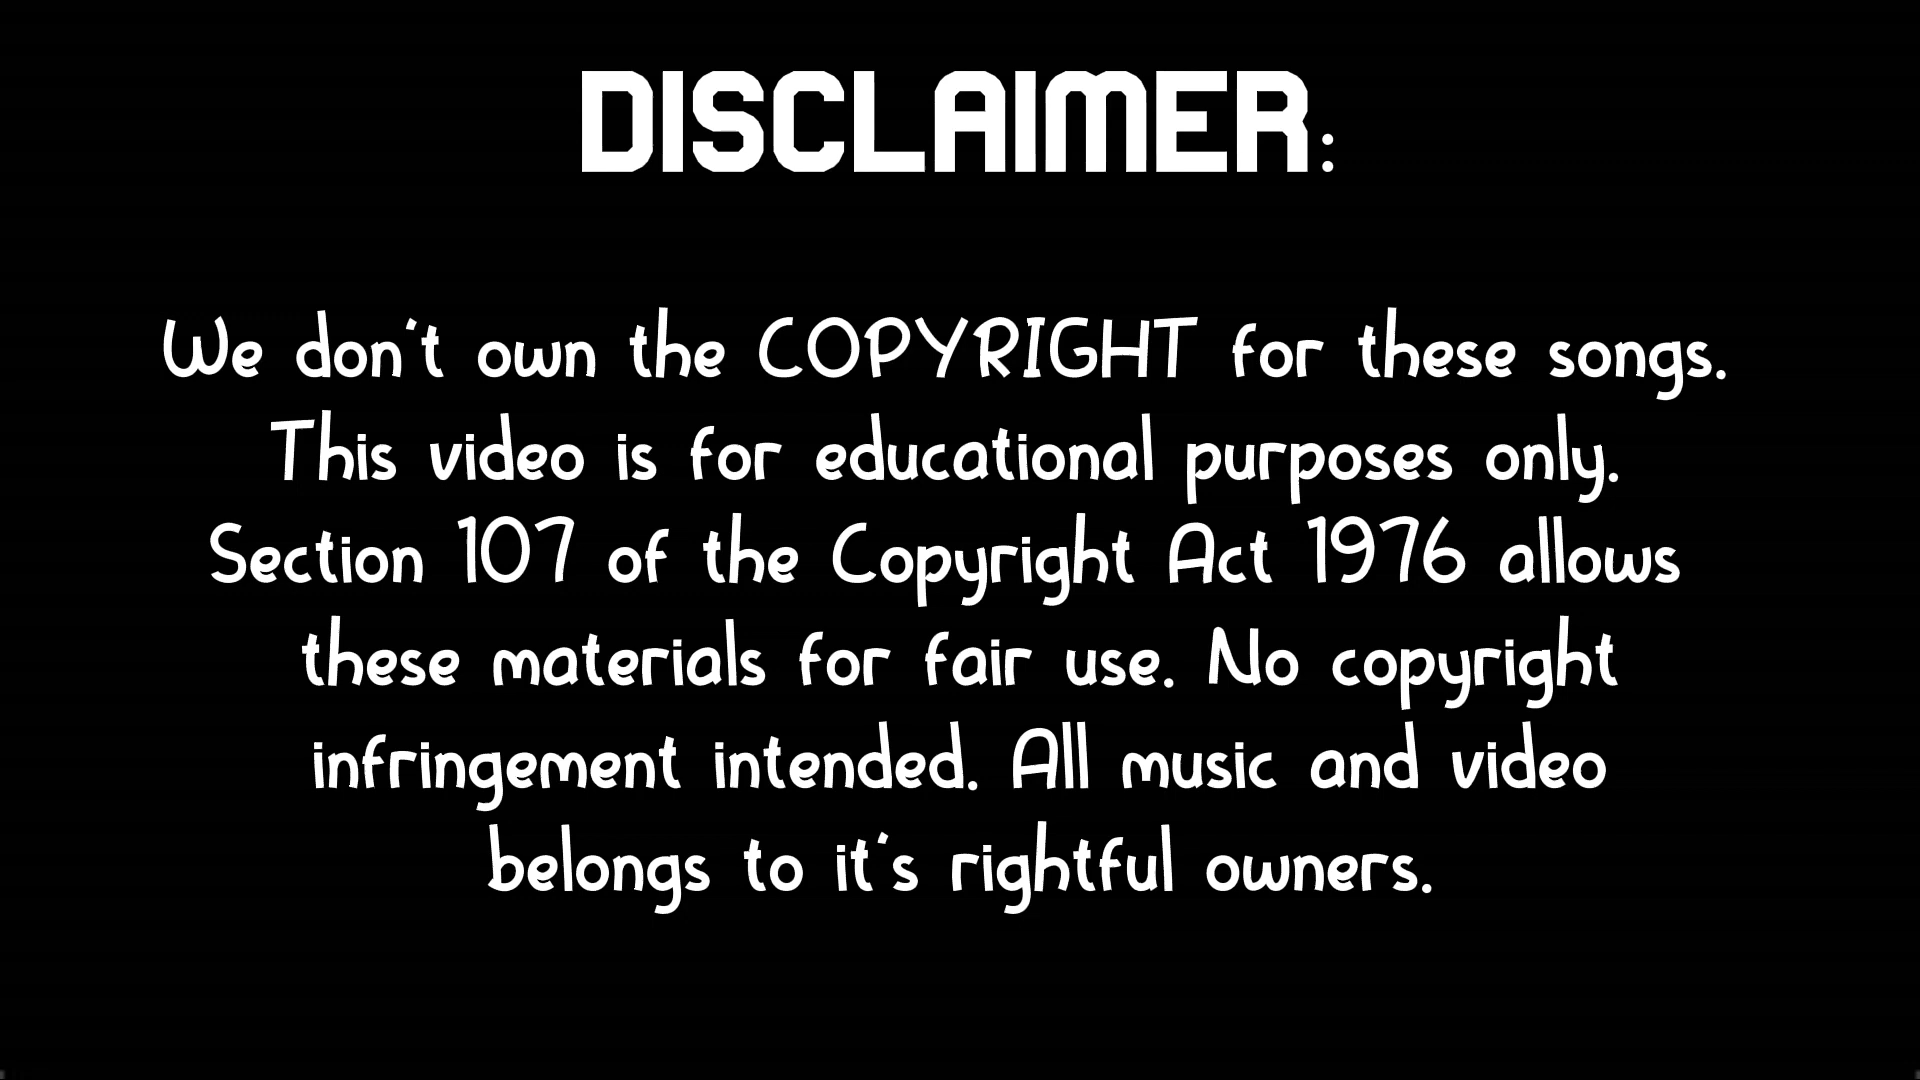 DISCLAIMER:
We don't own the COPYRIGHT for these songs.
This video is for educational purposes only.
Section 107 of the Copyright Act 1976 allows
these materials for fair use. No copyright
infringement intended. All music and video
belongs to it's rightful owners.